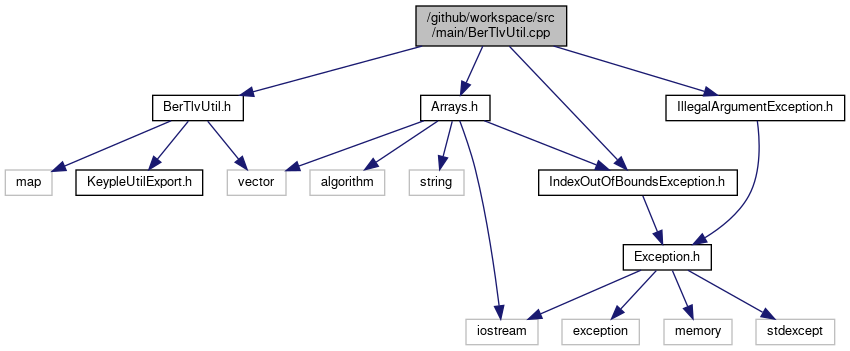 /github/workspace/src
/main/BerTlvUtil.cpp
BerTlvUtil.h
Arrays.h
IllegalArgumentException.h
map
KeypleUtilExport.h
vector
algorithm
string
IndexOutOfBoundsException.h
Exception.h
iostream
exception
memory
stdexcept